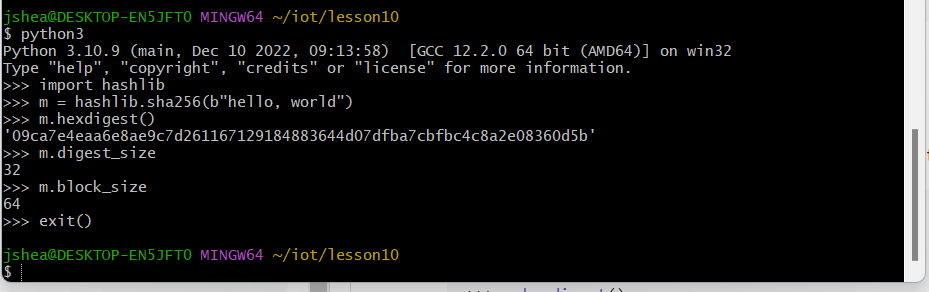 jshea@DESKTOP-EN5JFTO MINGW64 ~/iot/lesson10
$ python3
Python 3.10.9 (main, Dec 10 2022, 09:13:58)  [GCC 12.2.0 64 bit (AMD64)] on win32
Type "help", "copyright", "credits" or "license" for more information.
>>> import hashlib
>>> m = hashlib.sha256(b"hello, world")
>>> m.hexdigest()
'09ca7e4eaa6e8ae9c7d261167129184883644d07dfba7cbfbc4c8a2e08360d5b'
>>> m.digest_size
32
>>> m.block_size
64
>>> exit()
jshea@DESKTOP-EN5JFTO MINGW64 ~/iot/lesson10
$